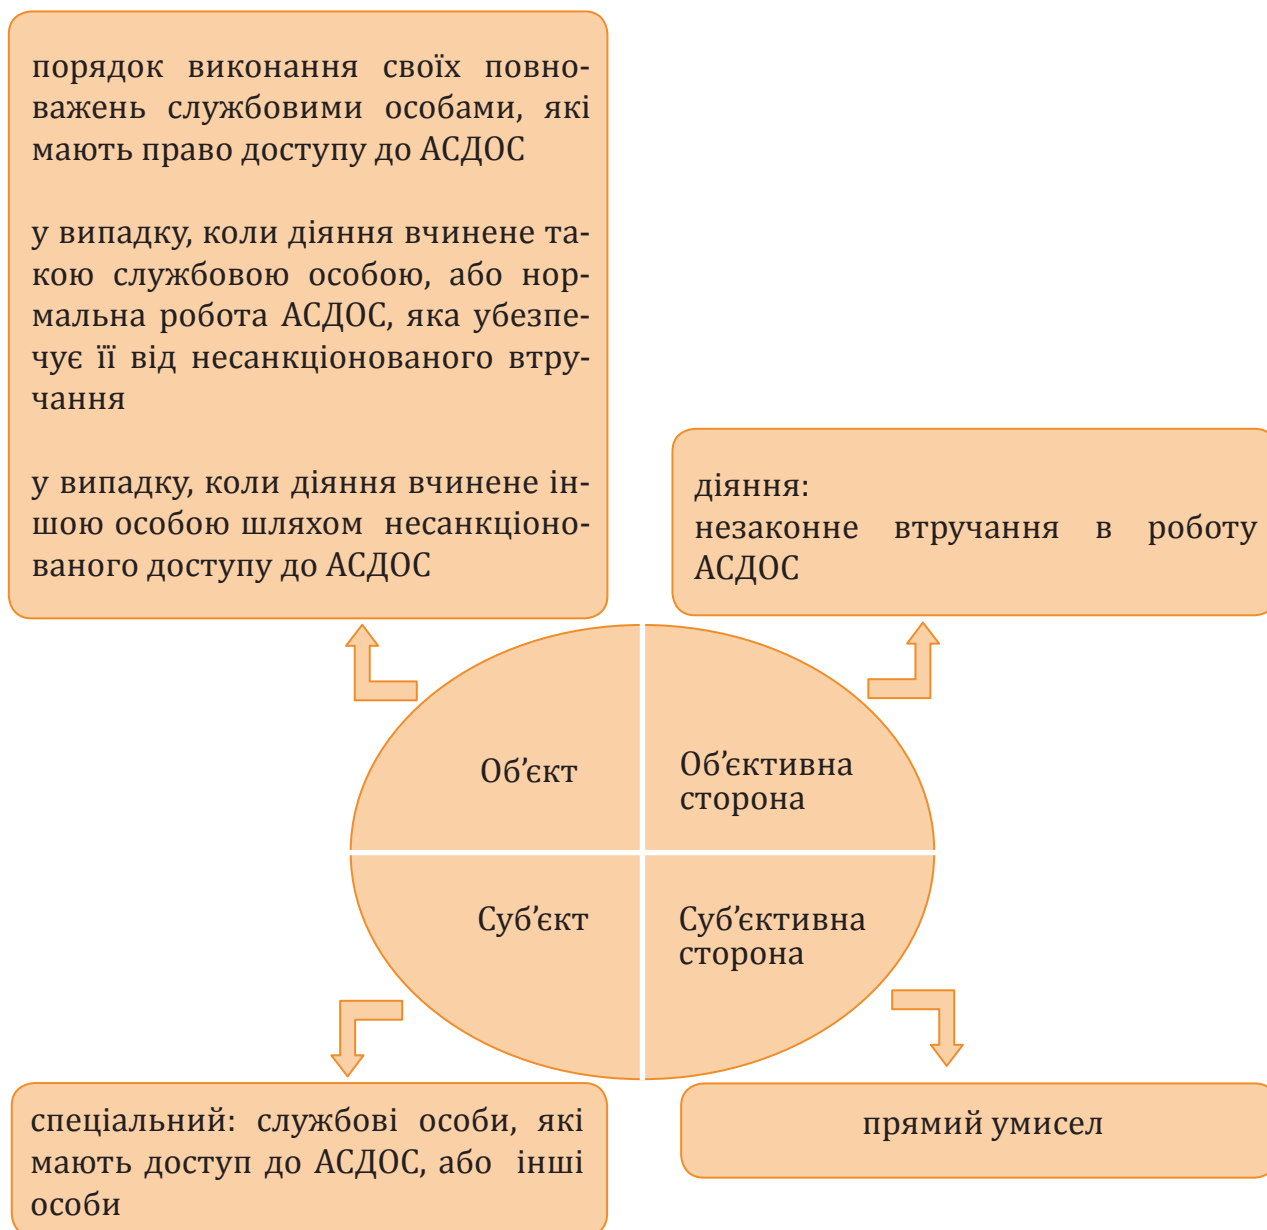 порядок виконання своїх повно-
важень службовими особами, які
мають право доступу до АСДОС
у випадку, коли діяння вчинене та-
кою службовою особою, або нор-
мальна робота АСДОС, яка убезпе-
чує її від несанкціонованого втру-
чання
у випадку, коли діяння вчинене ін-
шою особою шляхом несанкціоно-
ваного доступу до АСДОС
діяння:
незаконне втручання в роботу
АСДОС
Об’єкт
Об’єктивна
сторона
Суб’єкт
Суб’єктивна
сторона
спеціальний: службові особи, які
мають доступ до АСДОС, або інші
особи
прямий умисел